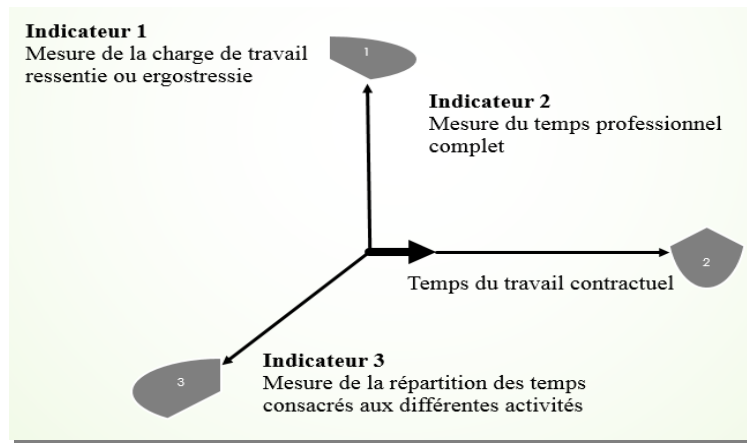 Indicateur 1
Mesure de la charge de travail
ressentie ou ergostressie
1
Indicateur 2
Mesure du temps professionnel
complet
2
Temps du travail contractuel
Indicateur 3
Mesure de la répartition des temps
consacrés aux différentes activités
3